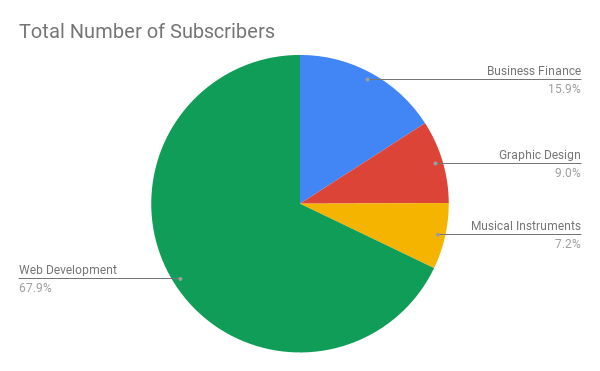 Total Number of Subscribers
Business Finance
15.9%
Graphic Design
9.0%
Musical Instruments
7.2%
Web Development
67.9%